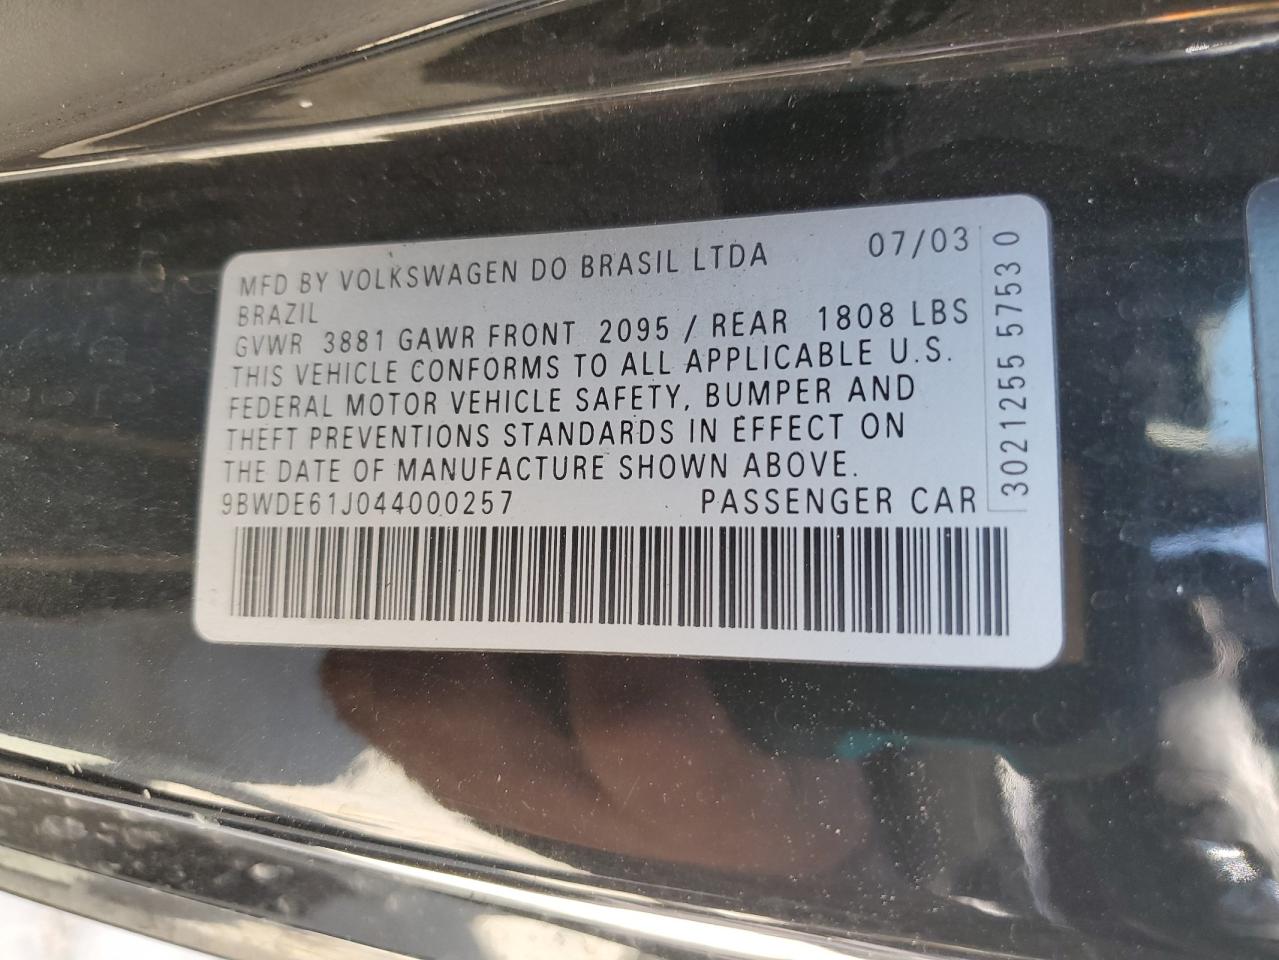 MFD BY VOLKSWAGEN DO BRASIL LTDA 07/03
BRAZIL
GVWR 3881 GAWR FRONT 2095 / REAR 1808 LBS
THIS VEHICLE CONFORMS TO ALL APPLICABLE U.S.
FEDERAL MOTOR VEHICLE SAFETY, BUMPER AND
THEFT PREVENTIONS STANDARDS IN EFFECT ON
THE DATE OF MANUFACTURE SHOWN ABOVE.
9BWDE61J044000257 PASSENGER CAR
3021255 5753 0